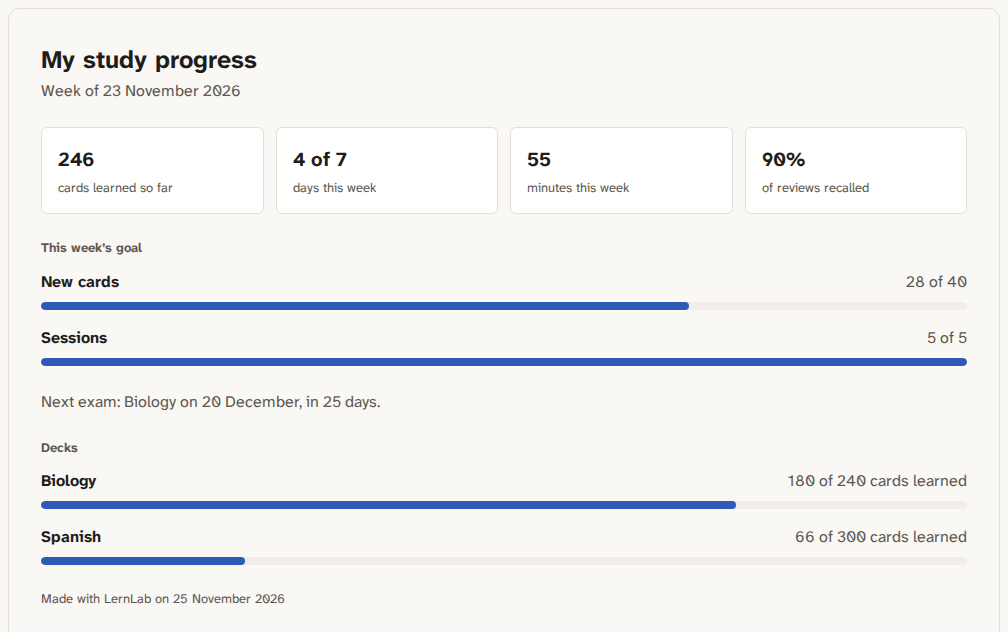 My study progress
Week of 23 November 2026
246
cards learned so far
4 of 7
days this week
55
minutes this week
90%
of reviews recalled
This week's goal
New cards
28 of 40
Sessions
5 of 5
Next exam: Biology on 20 December, in 25 days.
Decks
Biology
180 of 240 cards learned
Spanish
66 of 300 cards learned
Made with LernLab on 25 November 2026